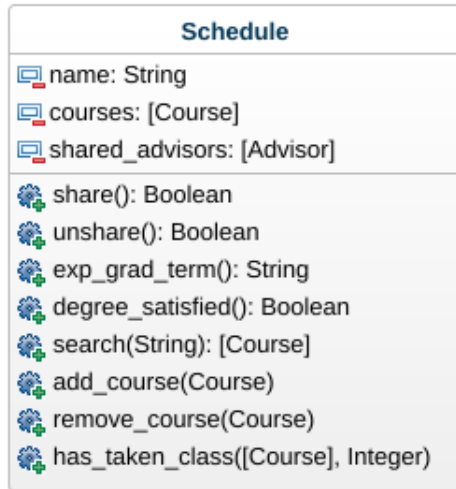 Schedule
name: String
courses: [Course]
shared_advisors: [Advisor]
share(): Boolean
unshare(): Boolean
exp_grad_term(): String
degree_satisfied(): Boolean
search(String): [Course]
add_course(Course)
remove_course(Course)
has_taken_class([Course], Integer)